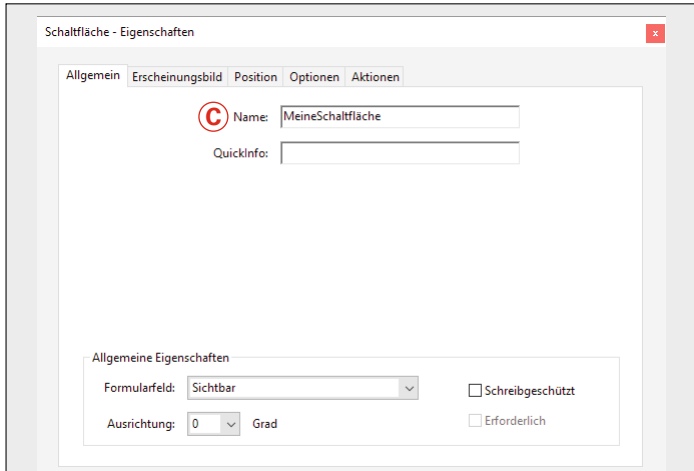 Schaltfläche - Eigenschaften
x
Allgemein Erscheinungsbild Position Optionen Aktionen
C Name: MeineSchaltfläche
QuickInfo:
Allgemeine Eigenschaften
Formularfeld: Sichtbar
Schreibgeschützt
Ausrichtung: 0 Grad
Erforderlich